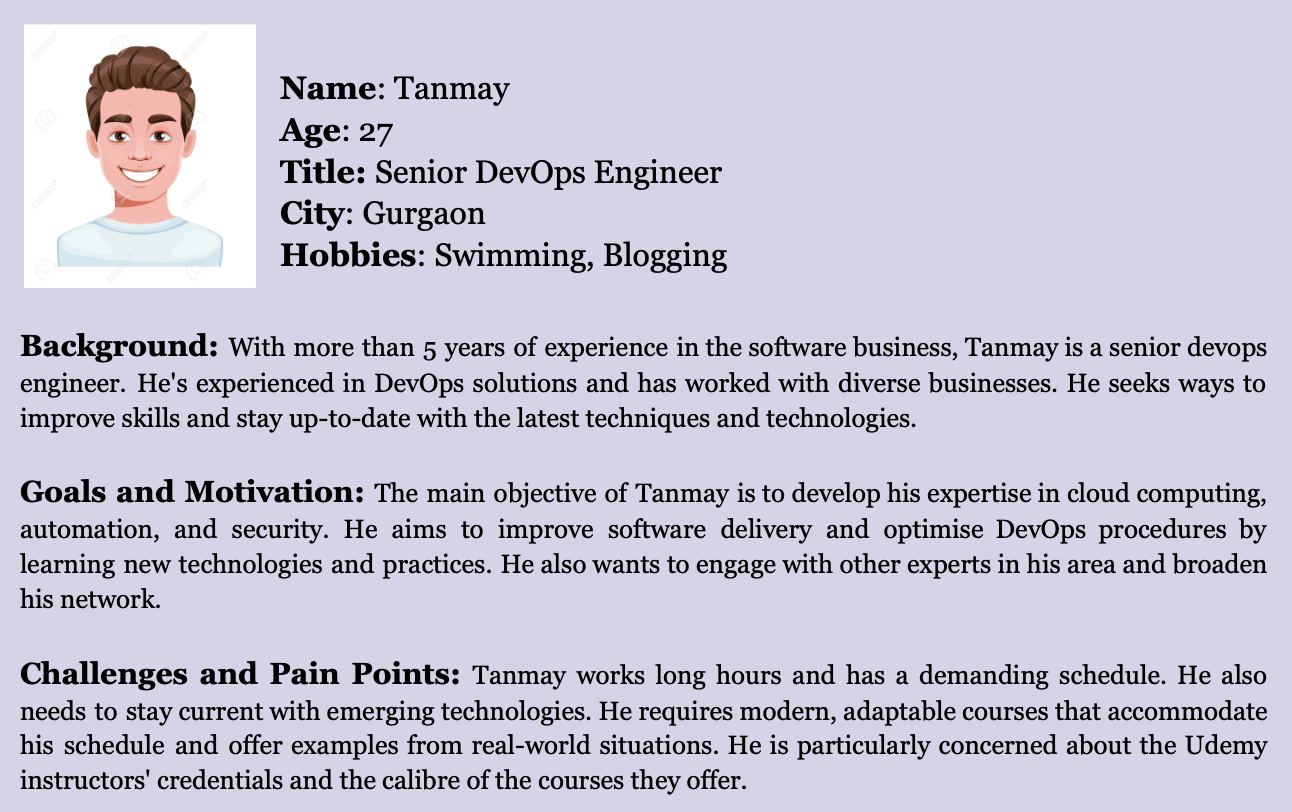 Name: Tanmay
Age: 27
Title: Senior DevOps Engineer
City: Gurgaon
Hobbies: Swimming, Blogging
Background: With more than 5 years of experience in the software business, Tanmay is a senior devops
engineer. He's experienced in DevOps solutions and has worked with diverse businesses. He seeks ways to
improve skills and stay up-to-date with the latest techniques and technologies.
Goals and Motivation: The main objective of Tanmay is to develop his expertise in cloud computing,
automation, and security. He aims to improve software delivery and optimise DevOps procedures by
learning new technologies and practices. He also wants to engage with other experts in his area and broaden
his network.
Challenges and Pain Points: Tanmay works long hours and has a demanding schedule. He also
needs to stay current with emerging technologies. He requires modern, adaptable courses that accommodate
his schedule and offer examples from real-world situations. He is particularly concerned about the Udemy
instructors' credentials and the calibre of the courses they offer.